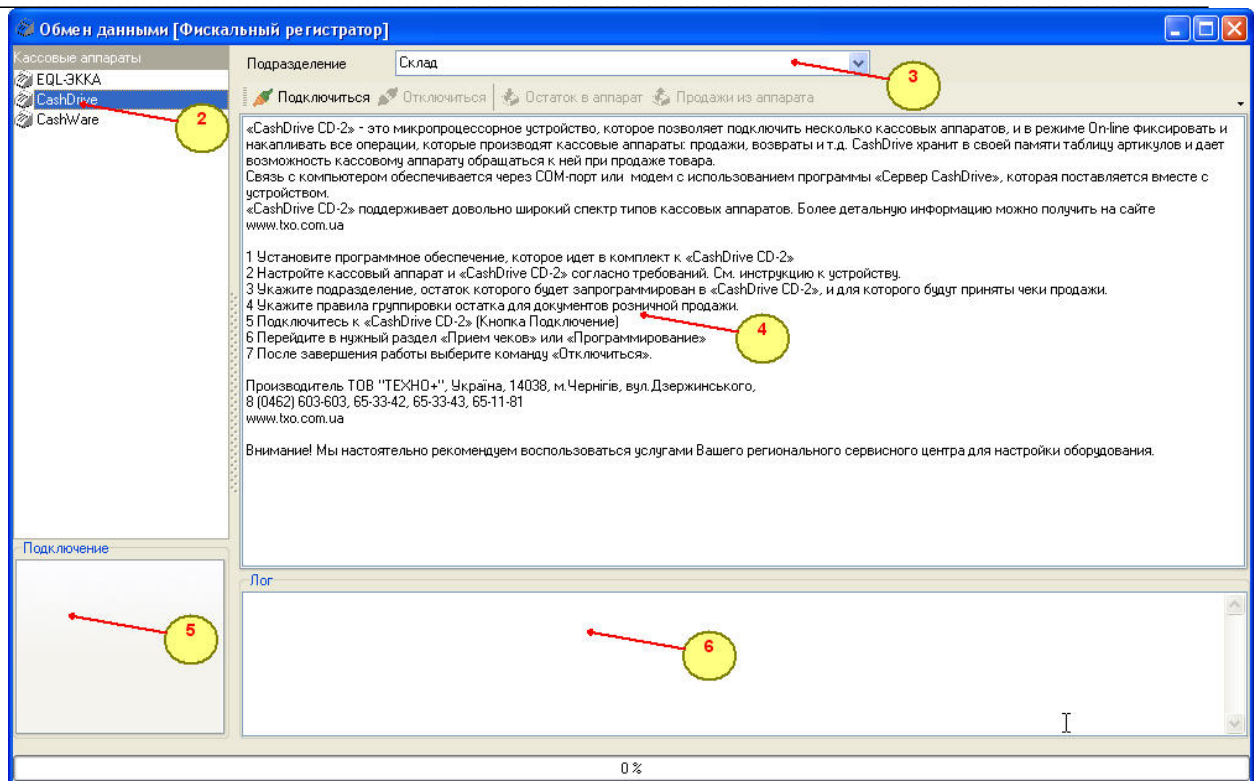 Обмен данными [Фискальный регистратор]
Кассовые аппараты
EQL-ЭККА
CashDrive
CashWare
2
Подразделение
Склад
3
Подключиться Отключиться Остаток в аппарат Продажи из аппарата
«CashDrive CD-2» - это микропроцессорное устройство, которое позволяет подключить несколько кассовых аппаратов, и в режиме On-line фиксировать и
накапливать все операции, которые производят кассовые аппараты: продажи, возвраты и т.д. CashDrive хранит в своей памяти таблицу артикулов и дает
возможность кассовому аппарату обращаться к ней при продаже товара.
Связь с компьютером обеспечивается через COM-порт или модем с использованием программы «Сервер CashDrive», которая поставляется вместе с
устройством.
«CashDrive CD-2» поддерживает довольно широкий спектр типов кассовых аппаратов. Более детальную информацию можно получить на сайте
www.txo.com.ua
1 Установите программное обеспечение, которое идет в комплект к «CashDrive CD-2»
2 Настройте кассовый аппарат и «CashDrive CD-2» согласно требований. См. инструкцию к устройству.
3 Укажите подразделение, остаток которого будет запрограммирован в «CashDrive CD-2», и для которого будут приняты чеки продажи.
4 Укажите правила группировки остатка для документов розничной продажи.
5 Подключитесь к «CashDrive CD-2» (Кнопка Подключение)
6 Перейдите в нужный раздел «Прием чеков» или «Программирование»
7 После завершения работы выберите команду «Отключиться».
4
Производитель ТОВ "ТЕХНО+", Україна, 14038, м.Чернігів, вул.Дзержинського,
8 (0462) 603-603, 65-33-42, 65-33-43, 65-11-81
www.txo.com.ua
Внимание! Мы настоятельно рекомендуем воспользоваться услугами Вашего регионального сервисного центра для настройки оборудования.
Подключение
5
Лог
6
0 %